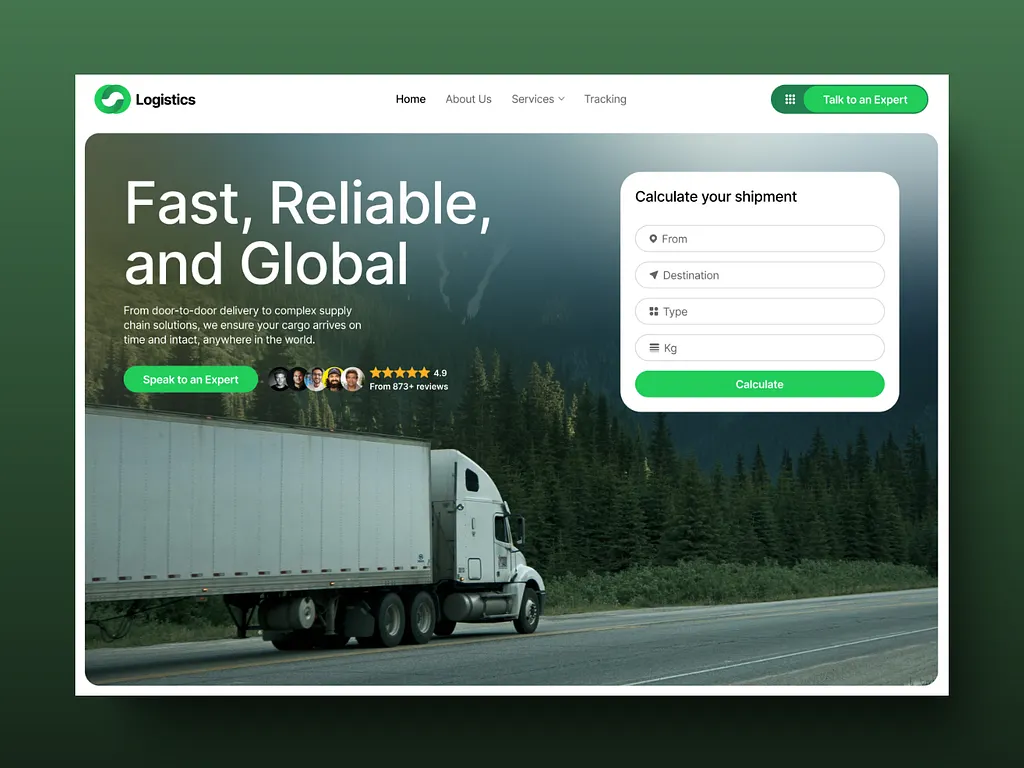 Logistics
Home
About Us
Services
Tracking
Talk to an Expert
Fast, Reliable,
and Global
From door-to-door delivery to complex supply
chain solutions, we ensure your cargo arrives on
time and intact, anywhere in the world.
Speak to an Expert
4.9
From 873+ reviews
Calculate your shipment
From
Destination
Type
Kg
Calculate